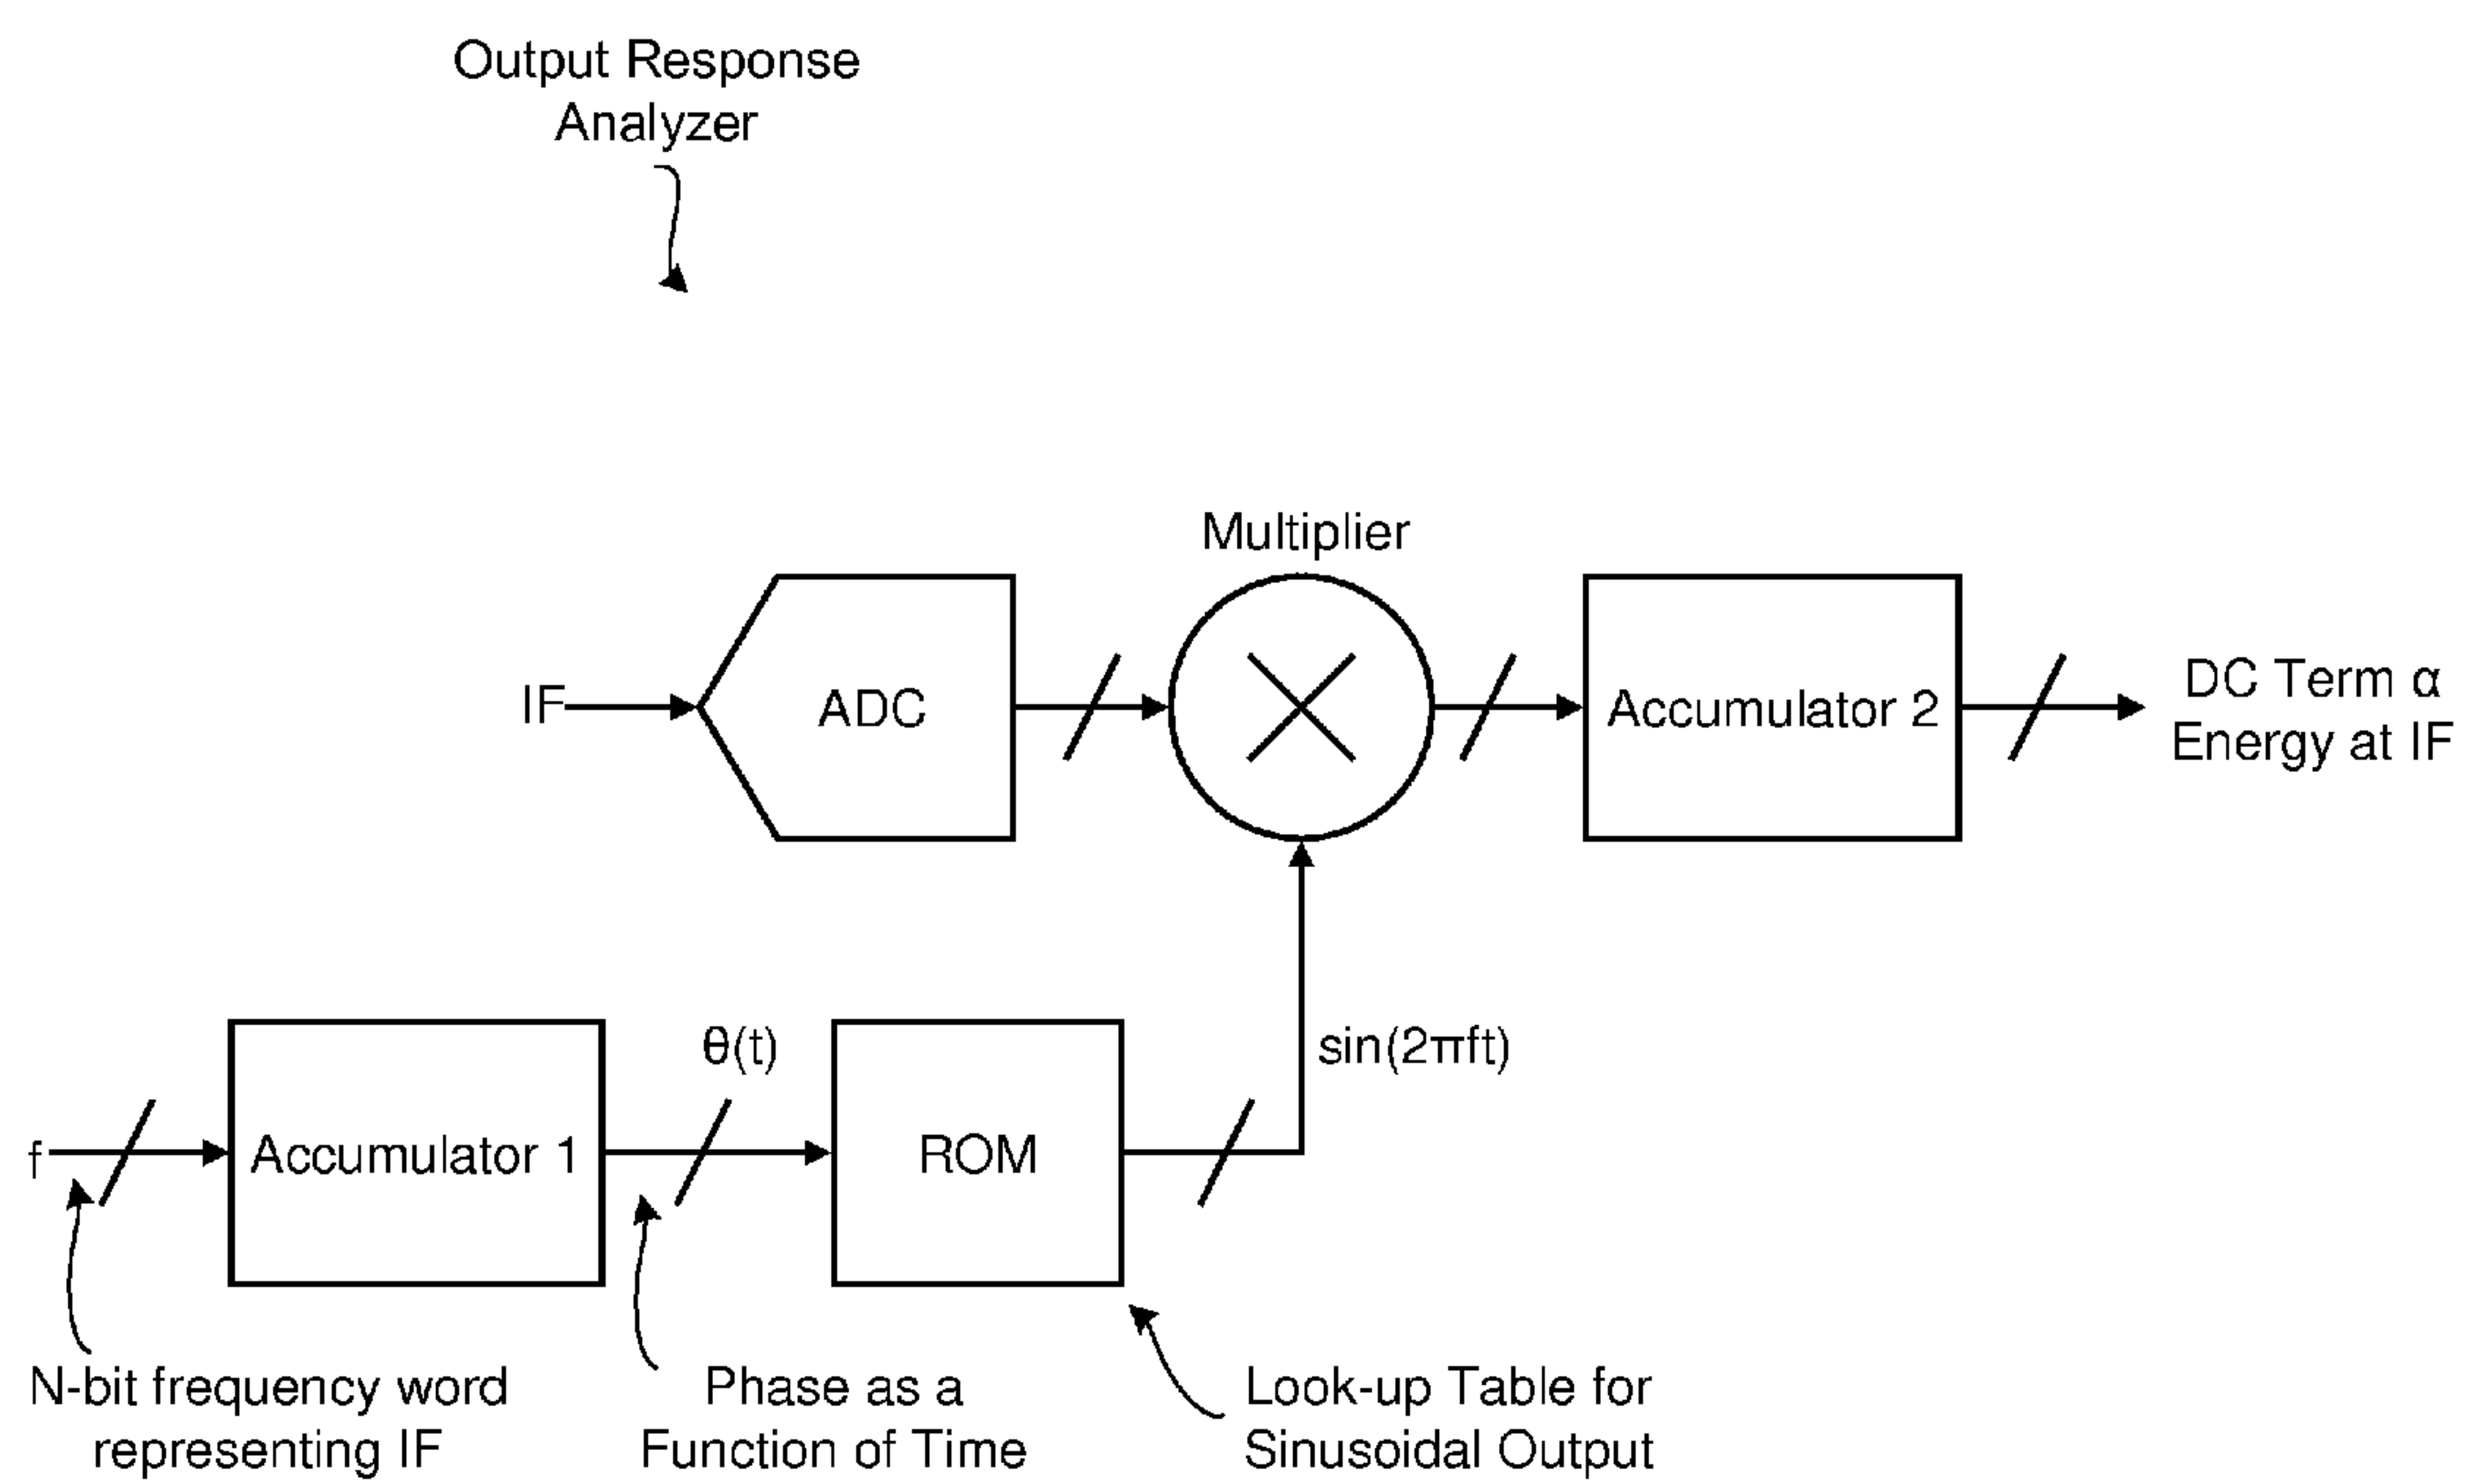 Output Response
Analyzer
Multiplier
IF
ADC
Accumulator 2
DC Term α
Energy at IF
f
Accumulator 1
θ(t)
ROM
sin(2πft)
N-bit frequency word
representing IF
Phase as a
Function of Time
Look-up Table for
Sinusoidal Output